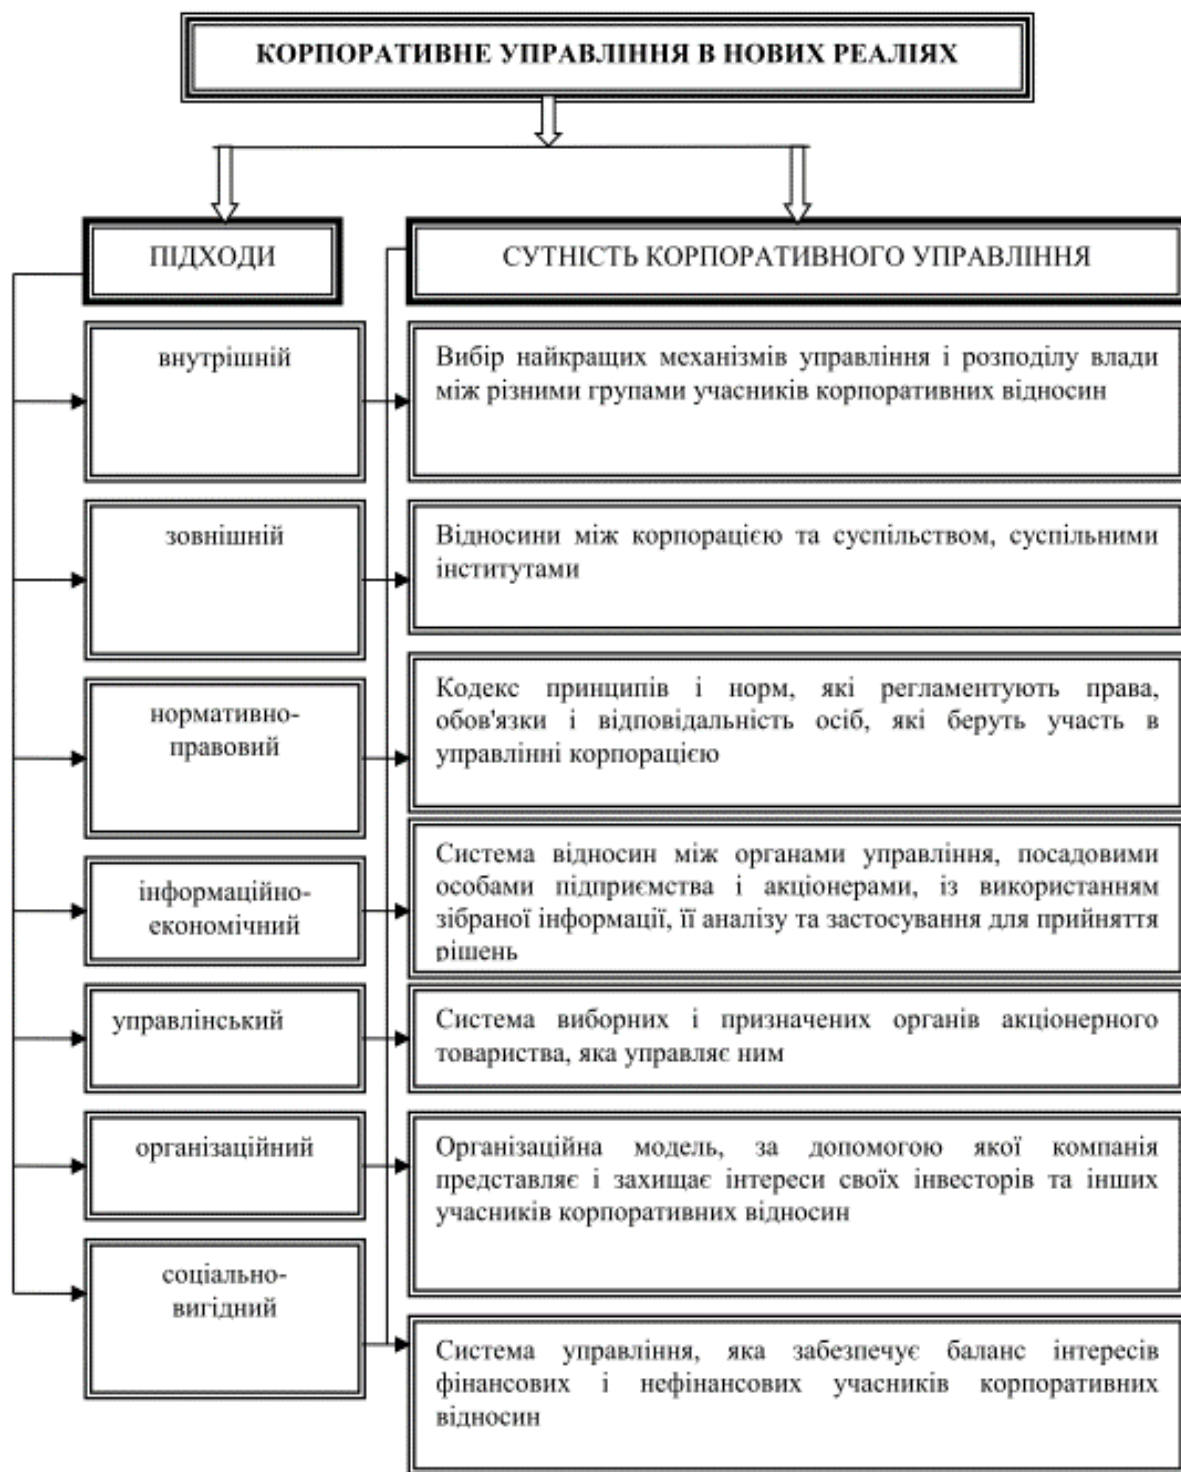 КОРПОРАТИВНЕ УПРАВЛІННЯ В НОВИХ РЕАЛІЯХ
ПІДХОДИ
СУТНІСТЬ КОРПОРАТИВНОГО УПРАВЛІННЯ
внутрішній
Вибір найкращих механізмів управління і розподілу влади
між різними групами учасників корпоративних відносин
зовнішній
Відносини між корпорацією та суспільством, суспільними
інститутами
нормативно-
правовий
Кодекс принципів і норм, які регламентують права,
обов'язки і відповідальність осіб, які беруть участь в
управлінні корпорацією
інформаційно-
економічний
Система відносин між органами управління, посадовими
особами підприємства і акціонерами, із використанням
зібраної інформації, її аналізу та застосування для прийняття
рішень
управлінський
Система виборних і призначених органів акціонерного
товариства, яка управляє ним
організаційний
Організаційна модель, за допомогою якої компанія
представляє і захищає інтереси своїх інвесторів та інших
учасників корпоративних відносин
соціально-
вигідний
Система управління, яка забезпечує баланс інтересів
фінансових і нефінансових учасників корпоративних
відносин